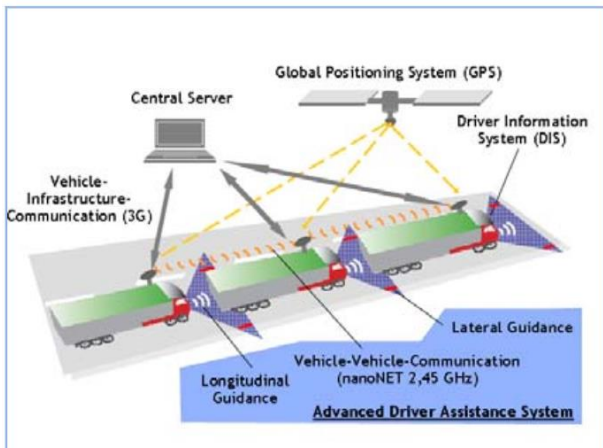 Global Positioning System (GPS)
Central Server
Driver Information
System (DIS)
Vehicle-
Infrastructure-
Communication (3G)
Lateral Guidance
Vehicle-Vehicle-Communication
(nanoNET 2,45 GHz)
Longitudinal
Guidance
Advanced Driver Assistance System